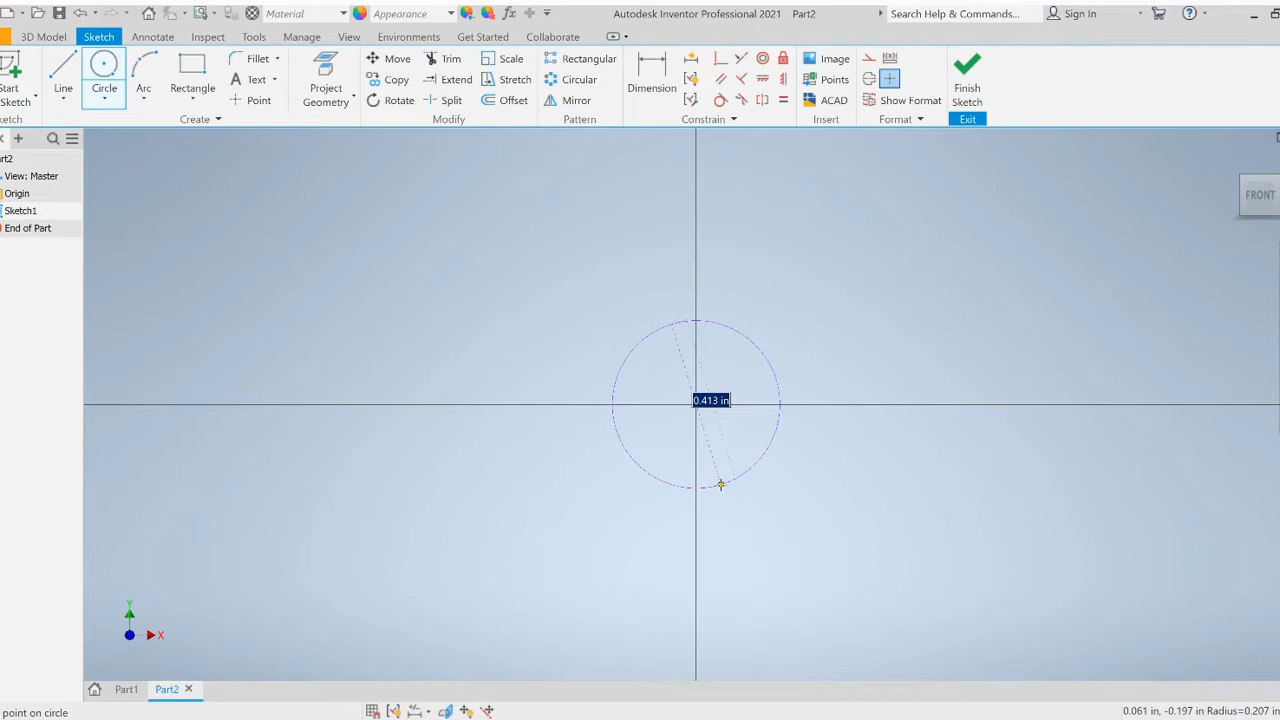 Material Appearance fx Autodesk Inventor Professional 2021 Part2 Search Help & Commands... Sign In
3D Model Sketch Annotate Inspect Tools Manage View Environments Get Started Collaborate
Start Sketch
Line
Circle
Arc
Rectangle
Fillet
Text
Point
Project Geometry
Create
Move Trim Scale
Copy Extend Stretch
Rotate Split Offset
Modify
Rectangular
Circular
Mirror
Pattern
Dimension
Constrain
Image
Points
ACAD
Insert
Show Format
Format
Finish Sketch
Exit
rt2
View: Master
Origin
Sketch1
End of Part
FRONT
0.413 in
Y
X
Part1 Part2
point on circle
0.061 in, -0.197 in Radius=0.207 in